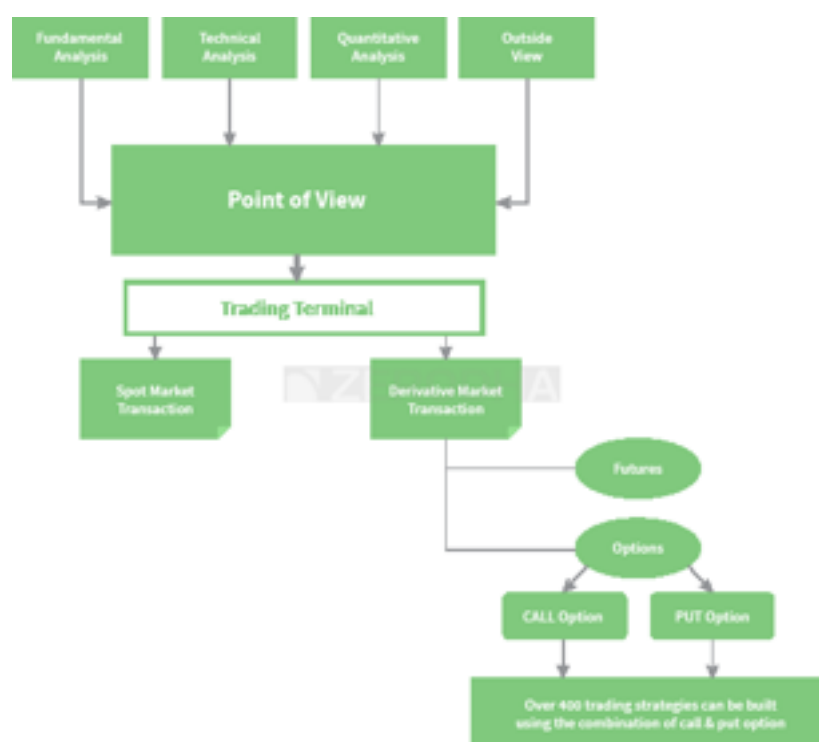 Fundamental
Analysis
Technical
Analysis
Quantitative
Analysis
Outside
View
Point of View
Trading Terminal
Spot Market
Transaction
Derivative Market
Transaction
Futures
Options
CALL Option
PUT Option
Over 400 trading strategies can be built
using the combination of call & put option